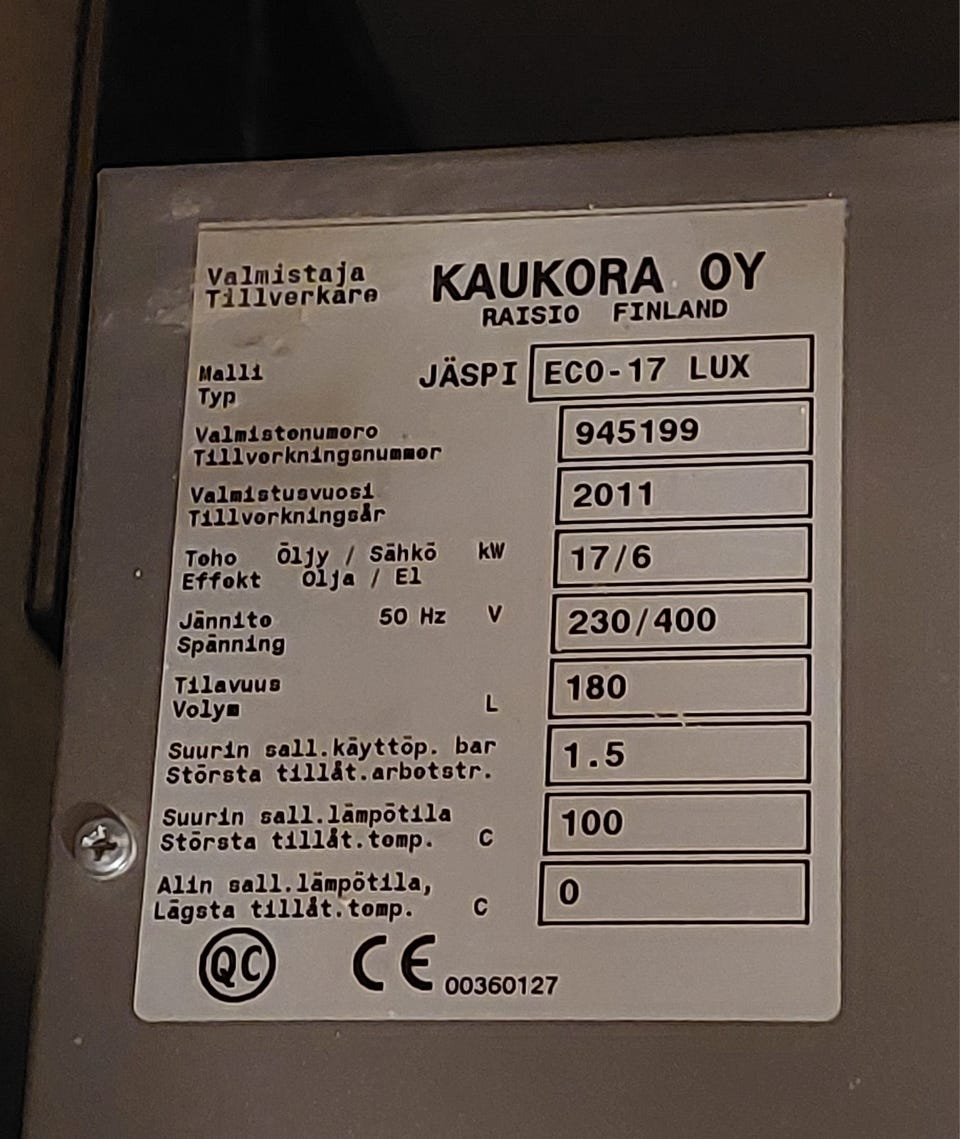 Valmistaja
Tillverkare
KAUKORA OY
RAISIO FINLAND
Malli
Typ
JÄSPI ECO-17 LUX
Valmistenumero
Tillverkningsnummer
945199
Valmistusvuosi
Tillverkningsår
2011
Teho Öljy / Sähkö kW
Effekt Olja / El
17/6
Jännite 50 Hz V
Spänning
230/400
Tilavuus
Volym L
180
Suurin sall.käyttöp. bar
Största tillåt.arbetstr.
1.5
Suurin sall.lämpötila
Största tillåt.temp. C
100
Alin sall.lämpötila,
Lägsta tillåt.temp. C
0
QC CE 00360127